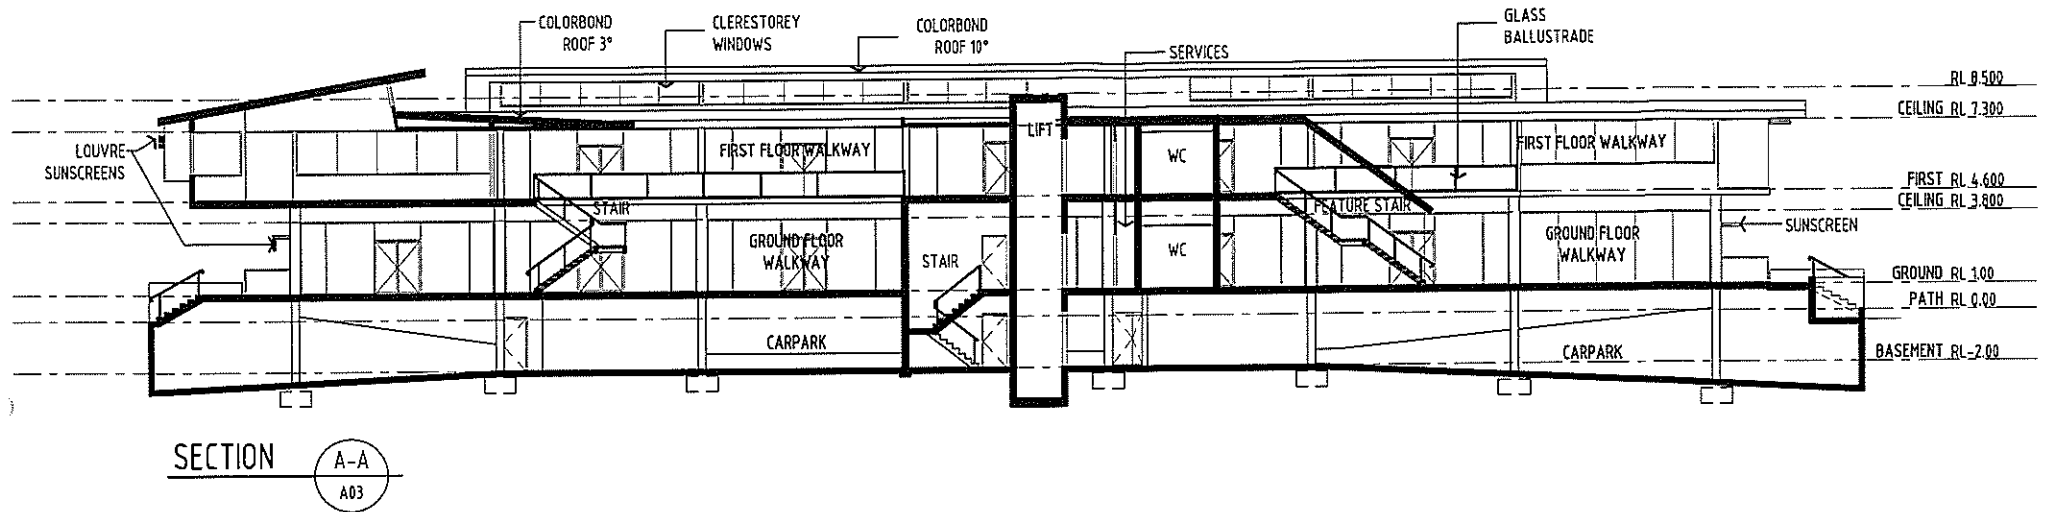 COLORBOND
ROOF 3°
CLERESTOREY
WINDOWS
COLORBOND
ROOF 10°
SERVICES
GLASS
BALLUSTRADE
RL 8.500
CEILING RL 7.300
LIFT
LOUVRE
SUNSCREENS
FIRST FLOOR WALKWAY
WC
FIRST FLOOR WALKWAY
FIRST RL 4.600
CEILING RL 3.800
STAIR
FEATURE STAIR
SUNSCREEN
GROUND FLOOR
WALKWAY
STAIR
WC
GROUND FLOOR
WALKWAY
GROUND RL 1.00
PATH RL 0.00
CARPARK
CARPARK
BASEMENT RL-2.00
SECTION
A-A
A03